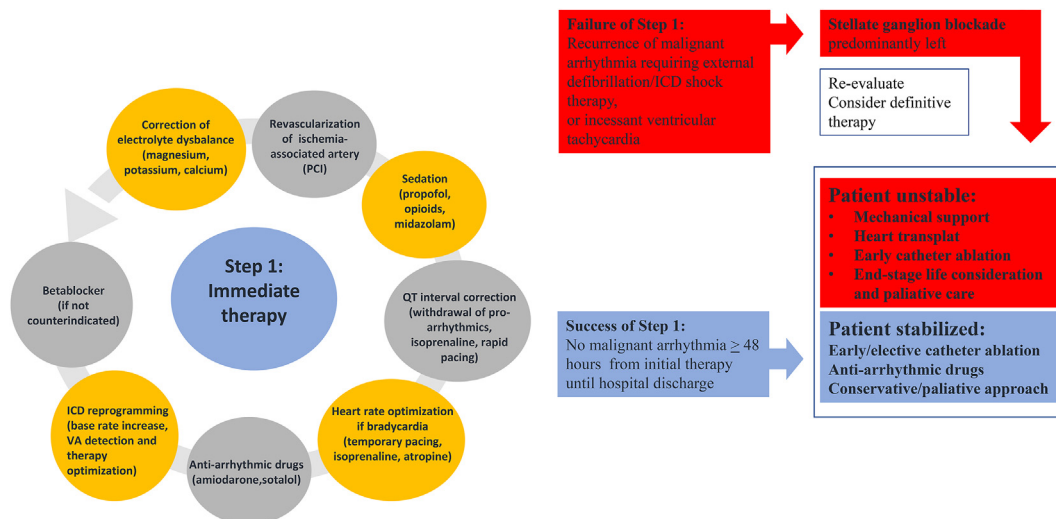 Correction of
electrolyte dysbalance
(magnesium,
potassium, calcium)
Revascularization
of ischemia-
associated artery
(PCI)
Sedation
(propofol,
opioids,
midazolam)
QT interval correction
(withdrawal of pro-
arrhythmics,
isoprenaline, rapid
pacing)
Heart rate optimization
if bradycardia
(temporary pacing,
isoprenaline, atropine)
Anti-arrhythmic drugs
(amiodarone,sotalol)
ICD reprogramming
(base rate increase,
VA detection and
therapy
optimization)
Betablocker
(if not
counterindicated)
Step 1:
Immediate
therapy
Failure of Step 1:
Recurrence of malignant
arrhythmia requiring external
defibrillation/ICD shock
therapy,
or incessant ventricular
tachycardia
Stellate ganglion blockade
predominantly left
Re-evaluate
Consider definitive
therapy
Patient unstable:
• Mechanical support
• Heart transplat
• Early catheter ablation
• End-stage life consideration
and paliative care
Success of Step 1:
No malignant arrhythmia ≥ 48
hours from initial therapy
until hospital discharge
Patient stabilized:
Early/elective catheter ablation
Anti-arrhythmic drugs
Conservative/paliative approach